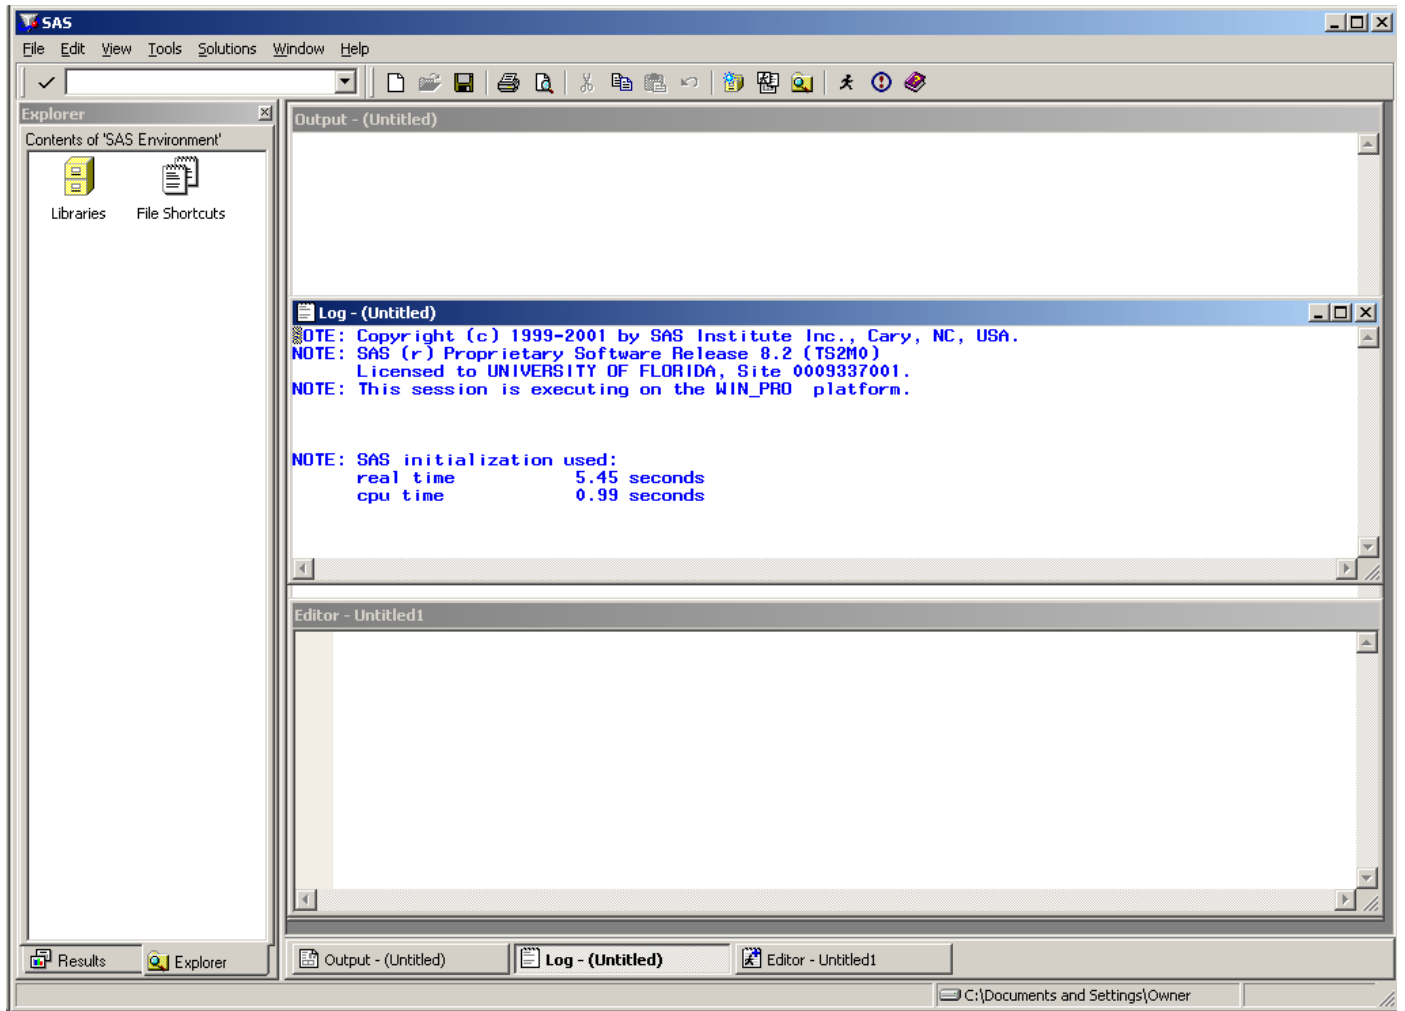 SAS
File Edit View Tools Solutions Window Help
Explorer
Contents of 'SAS Environment'
Libraries File Shortcuts
Output - (Untitled)
Log - (Untitled)
NOTE: Copyright (c) 1999-2001 by SAS Institute Inc., Cary, NC, USA.
NOTE: SAS (r) Proprietary Software Release 8.2 (TS2M0)
Licensed to UNIVERSITY OF FLORIDA, Site 0009337001.
NOTE: This session is executing on the WIN_PRO platform.
NOTE: SAS initialization used:
real time 5.45 seconds
cpu time 0.99 seconds
Editor - Untitled1
Results Explorer
Output - (Untitled) Log - (Untitled) Editor - Untitled1
C:\Documents and Settings\Owner